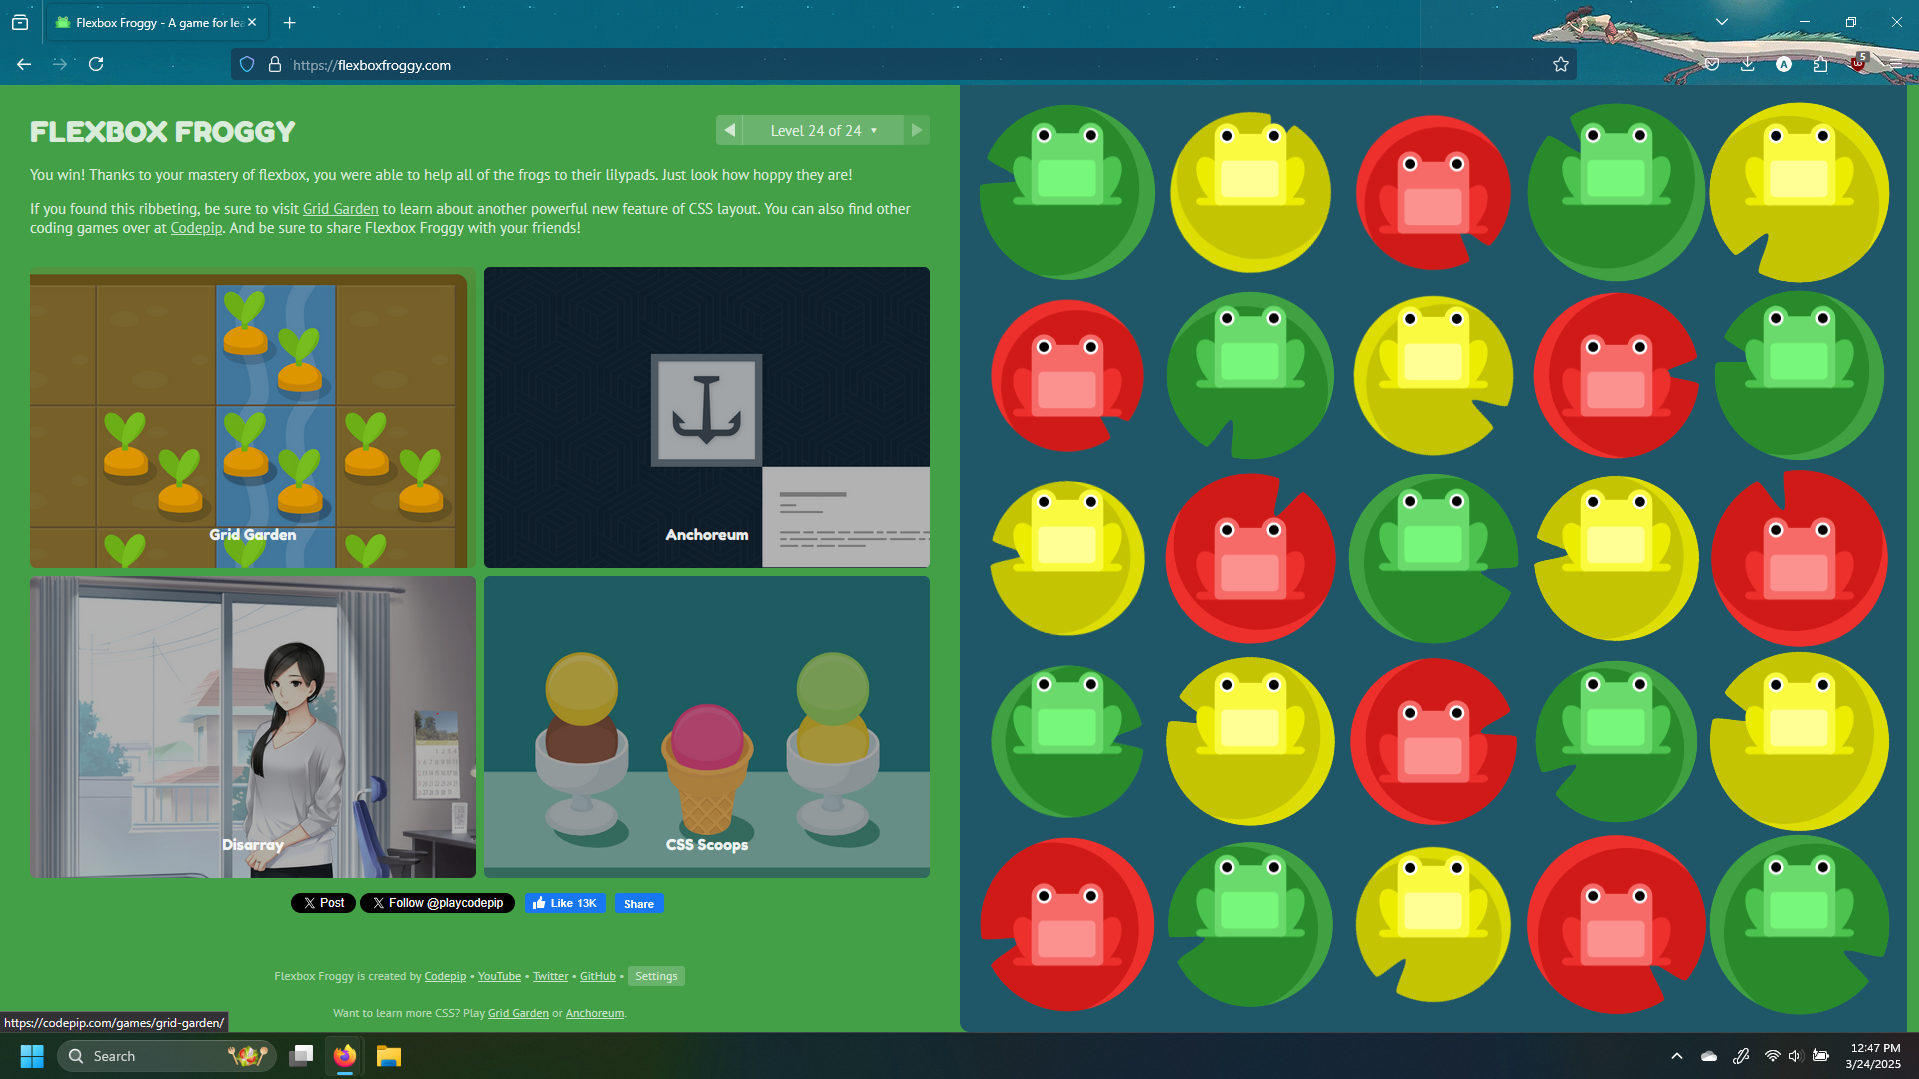 Flexbox Froggy - A game for lea
https://flexboxfroggy.com
5
A
FLEXBOX FROGGY
Level 24 of 24
You win! Thanks to your mastery of flexbox, you were able to help all of the frogs to their lilypads. Just look how hoppy they are!
If you found this ribbeting, be sure to visit Grid Garden to learn about another powerful new feature of CSS layout. You can also find other
coding games over at Codepip. And be sure to share Flexbox Froggy with your friends!
Grid Garden
Anchoreum
Disarray
CSS Scoops
Post
Follow @playcodepip
Like 13K
Share
Flexbox Froggy is created by Codepip • YouTube • Twitter • GitHub • Settings
Want to learn more CSS? Play Grid Garden or Anchoreum.
https://codepip.com/games/grid-garden/
Search
12:47 PM
3/24/2025